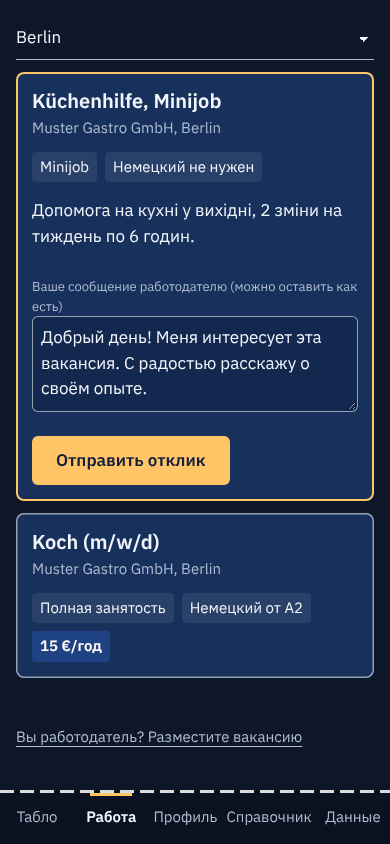 Berlin
Küchenhilfe, Minijob
Muster Gastro GmbH, Berlin
Minijob
Немецкий не нужен
Допомога на кухні у вихідні, 2 зміни на
тиждень по 6 годин.
Ваше сообщение работодателю (можно оставить как
есть)
Добрый день! Меня интересует эта
вакансия. С радостью расскажу о
своём опыте.
Отправить отклик
Koch (m/w/d)
Muster Gastro GmbH, Berlin
Полная занятость
Немецкий от A2
15 €/год
Вы работодатель? Разместите вакансию
Табло
Работа
Профиль
Справочник
Данные